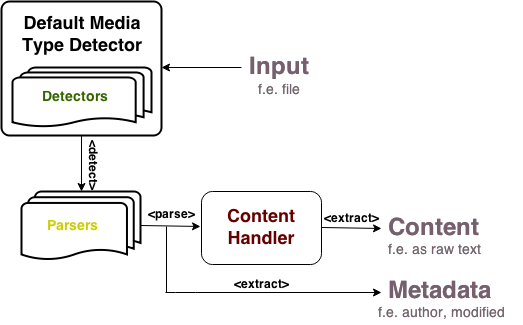 Default Media
Type Detector
Detectors
Input
f.e. file
<detect>
Parsers
<parse>
Content
Handler
<extract>
Content
f.e. as raw text
<extract>
Metadata
f.e. author, modified